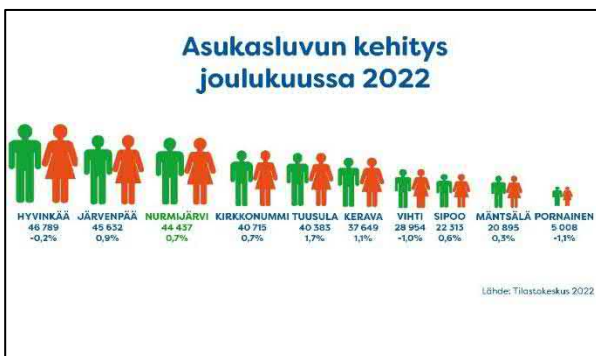 Asukasluvun kehitys
joulukuussa 2022
HYVINKÄÄ JÄRVENPÄÄ NURMIJÄRVI KIRKKONUMMI TUUSULA KERAVA VIHTI SIPOO MÄNTSÄLÄ PORNAINEN
46 789 45 632 44 437 40 715 40 383 37 649 28 954 22 313 20 895 5 008
-0,2% 0,9% 0,7% 0,7% 1,7% 1,1% -1,0% 0,6% 0,3% -1,1%
Lähde: Tilastokeskus 2022